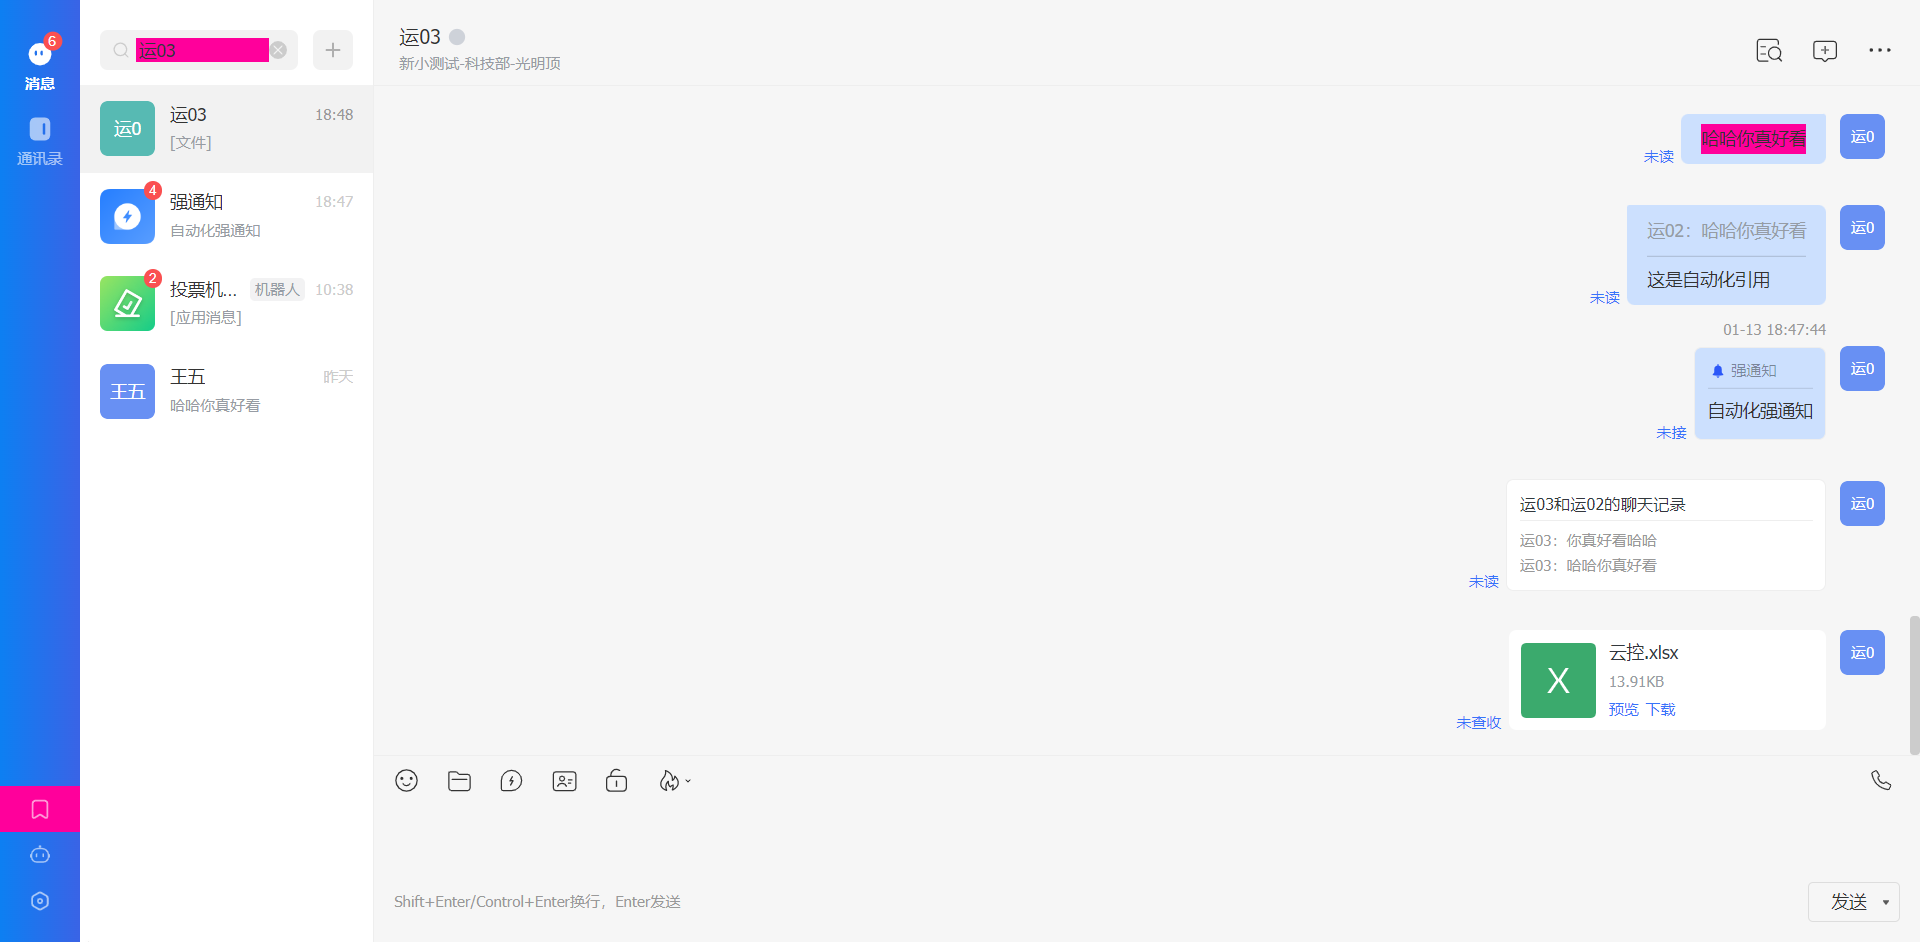 6
消息
通讯录
运03
运0
运03
18:48
[文件]
4
强通知
18:47
自动化强通知
2
投票机...
机器人
10:38
[应用消息]
王五
王五
昨天
哈哈你真好看
运03
新小测试-科技部-光明顶
哈哈你真好看
运0
未读
运02：哈哈你真好看
运0
这是自动化引用
未读
01-13 18:47:44
强通知
运0
自动化强通知
未接
运03和运02的聊天记录
运0
运03：你真好看哈哈
运03：哈哈你真好看
未读
X
云控.xlsx
运0
13.91KB
预览 下载
未查收
Shift+Enter/Control+Enter换行，Enter发送
发送